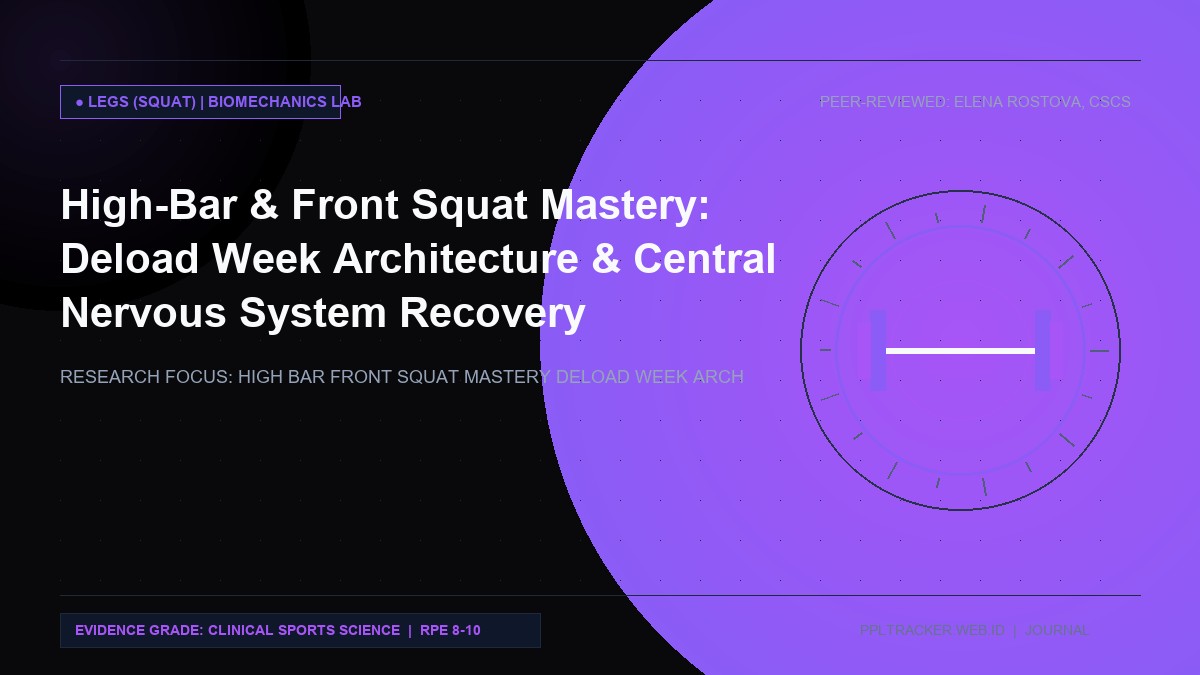 ● LEGS (SQUAT) | BIOMECHANICS LAB
PEER-REVIEWED: ELENA ROSTOVA, CSCS
High-Bar & Front Squat Mastery:
Deload Week Architecture & Central
Nervous System Recovery
RESEARCH FOCUS: HIGH BAR FRONT SQUAT MASTERY DELOAD WEEK ARCH
EVIDENCE GRADE: CLINICAL SPORTS SCIENCE | RPE 8-10
PPLTRACKER WEB ID | JOURNAL